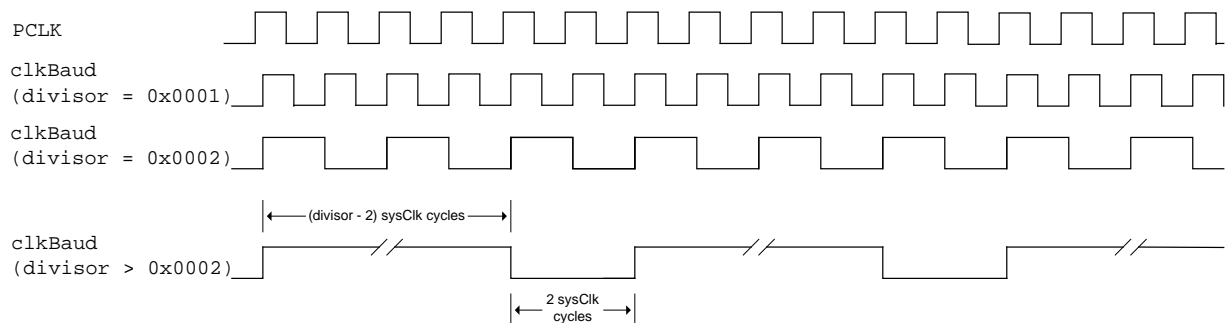 PCLK
clkBaud
(divisor = 0x0001)
clkBaud
(divisor = 0x0002)
(divisor - 2) sysClk cycles
clkBaud
(divisor > 0x0002)
2 sysClk
cycles